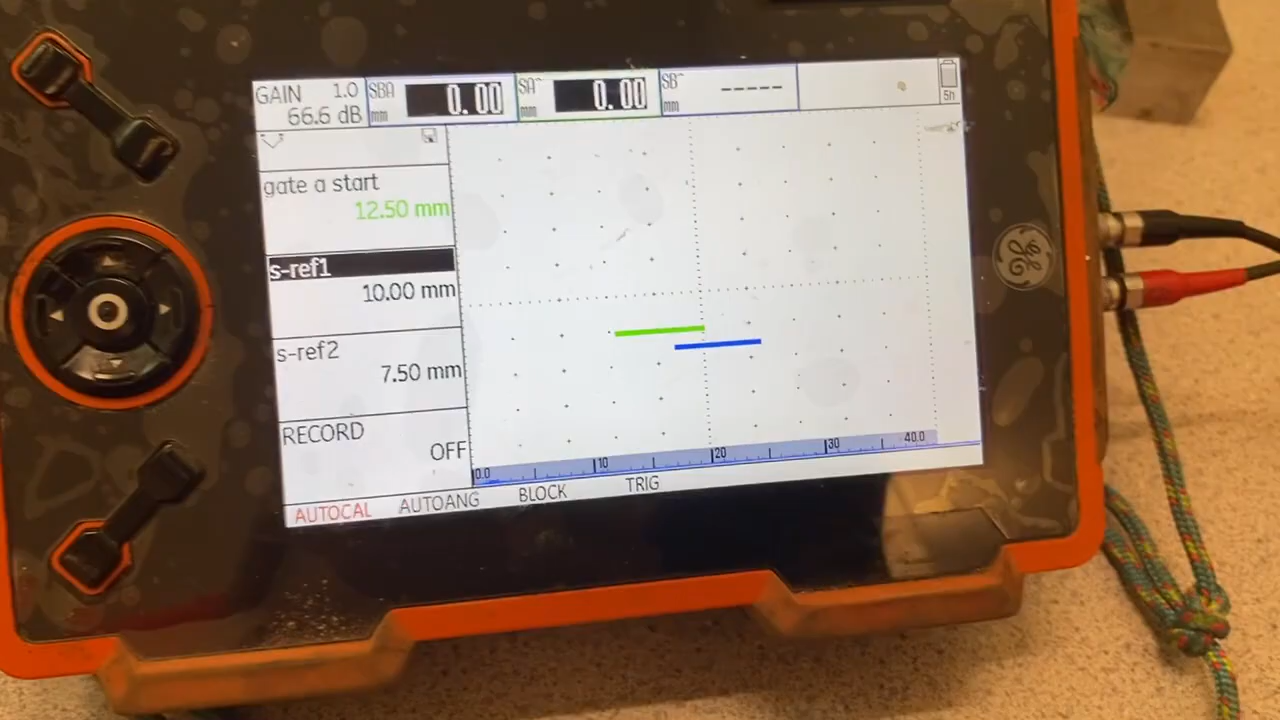 GAIN 1.0
66.6 dB
SBA
mm
0.00
SA^
mm
0.00
SB^
mm
-----
5h
gate a start
12.50 mm
s-ref1
10.00 mm
s-ref2
7.50 mm
RECORD
OFF
0.0 10 20 30 40.0
AUTOCAL AUTOANG BLOCK TRIG
GE